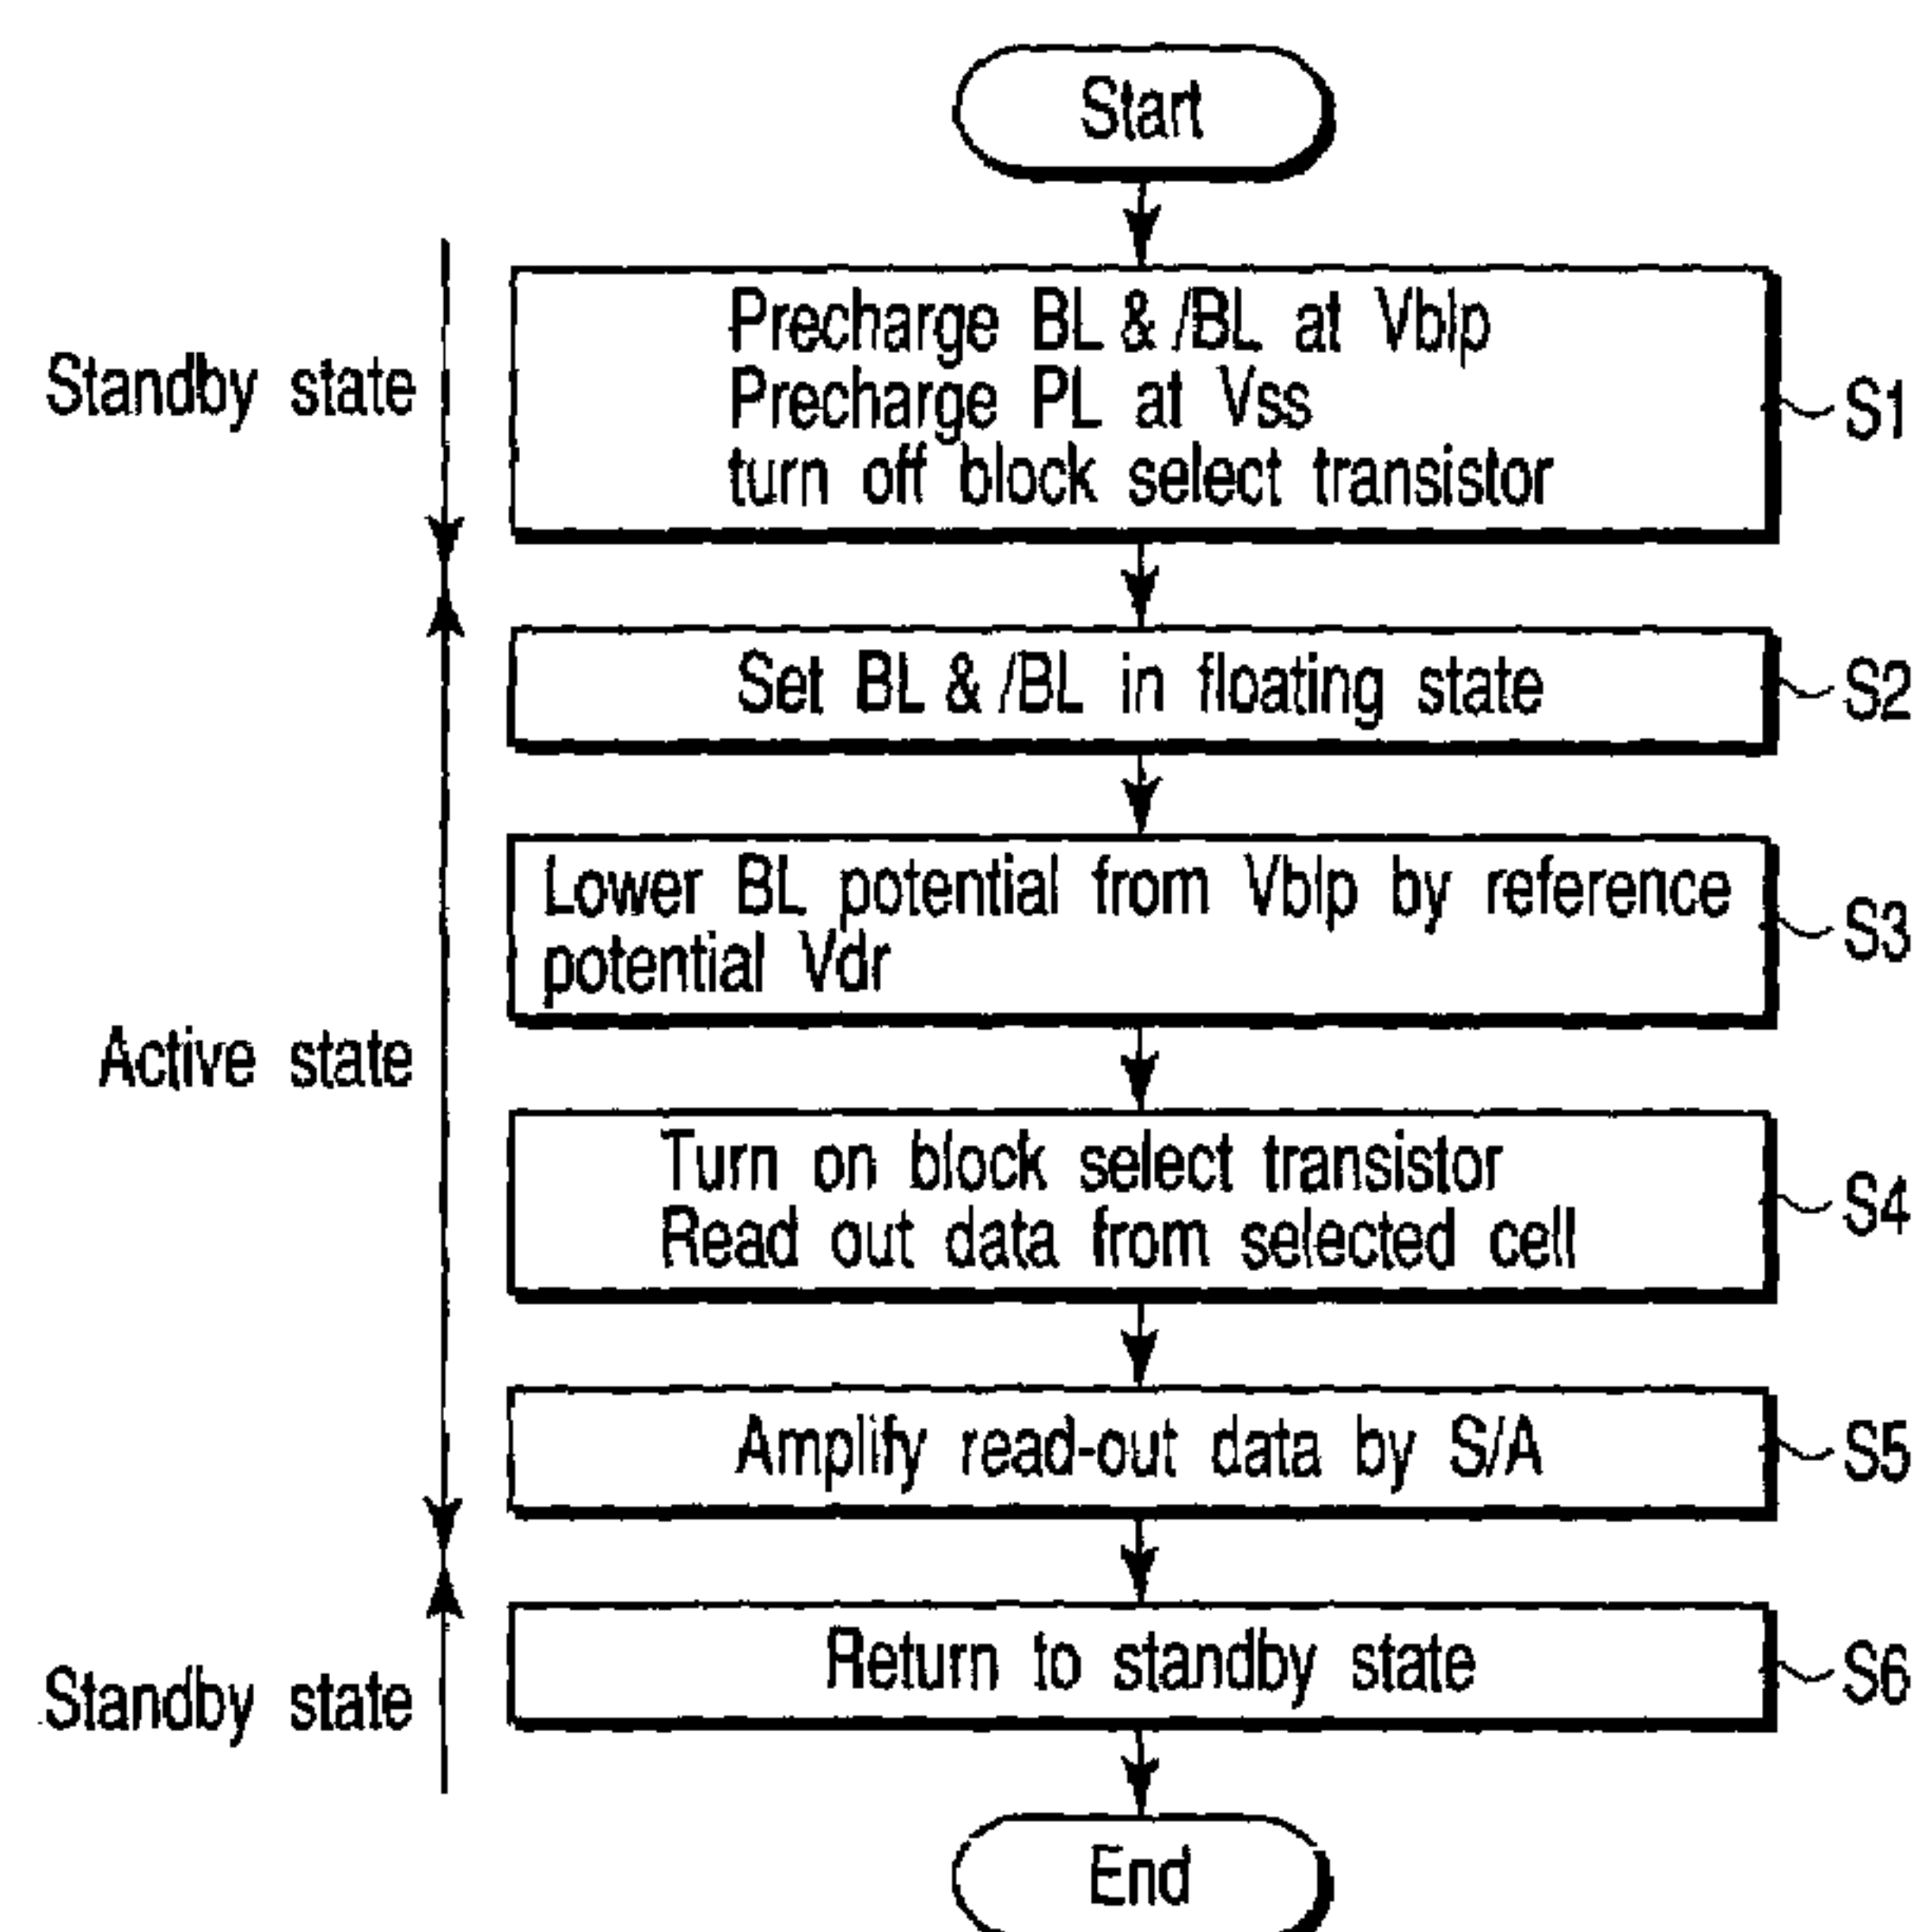 Start
Standby state
Precharge BL & /BL at Vblp
Precharge PL at Vss
turn off block select transistor
S1
Set BL & /BL in floating state
S2
Lower BL potential from Vblp by reference
potential Vdr
S3
Active state
Turn on block select transistor
Read out data from selected cell
S4
Amplify read-out data by S/A
S5
Return to standby state
S6
Standby state
End